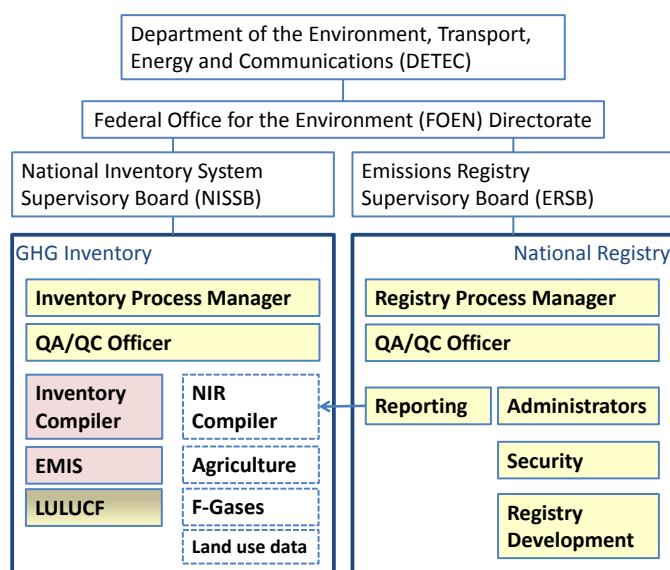 Department of the Environment, Transport,
Energy and Communications (DETEC)
Federal Office for the Environment (FOEN) Directorate
National Inventory System
Supervisory Board (NISSB)
Emissions Registry
Supervisory Board (ERSB)
GHG Inventory
Inventory Process Manager
QA/QC Officer
Inventory
Compiler
NIR
Compiler
EMIS
Agriculture
LULUCF
F-Gases
Land use data
National Registry
Registry Process Manager
QA/QC Officer
Reporting
Administrators
Security
Registry
Development